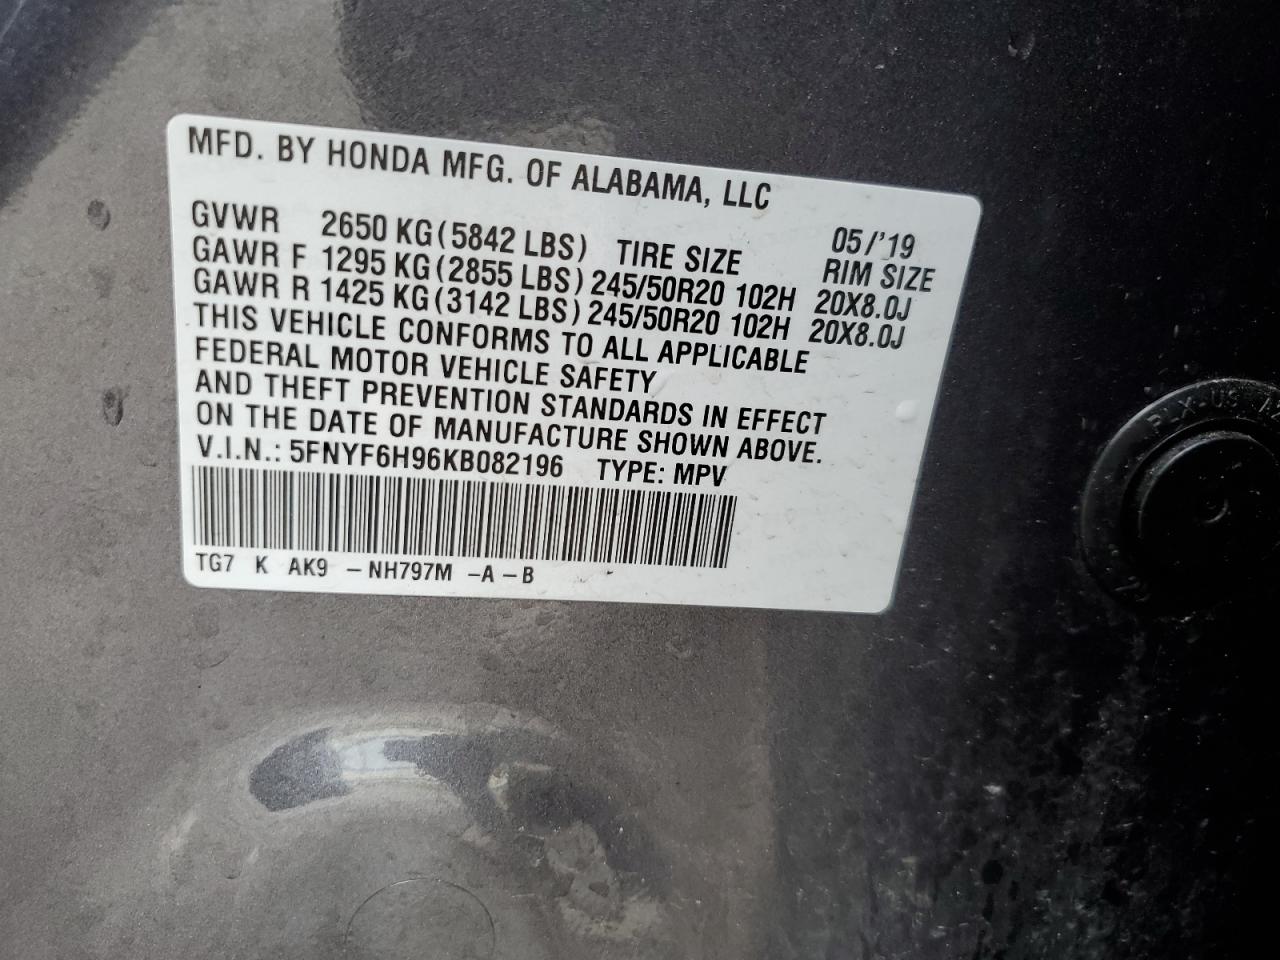 MFD. BY HONDA MFG. OF ALABAMA, LLC
05/'19
GVWR 2650 KG(5842 LBS) TIRE SIZE RIM SIZE
GAWR F 1295 KG(2855 LBS) 245/50R20 102H 20X8.0J
GAWR R 1425 KG(3142 LBS) 245/50R20 102H 20X8.0J
THIS VEHICLE CONFORMS TO ALL APPLICABLE
FEDERAL MOTOR VEHICLE SAFETY
AND THEFT PREVENTION STANDARDS IN EFFECT
ON THE DATE OF MANUFACTURE SHOWN ABOVE.
V.I.N.: 5FNYF6H96KB082196 TYPE: MPV
TG7 K AK9 –NH797M –A–B
PLX-US